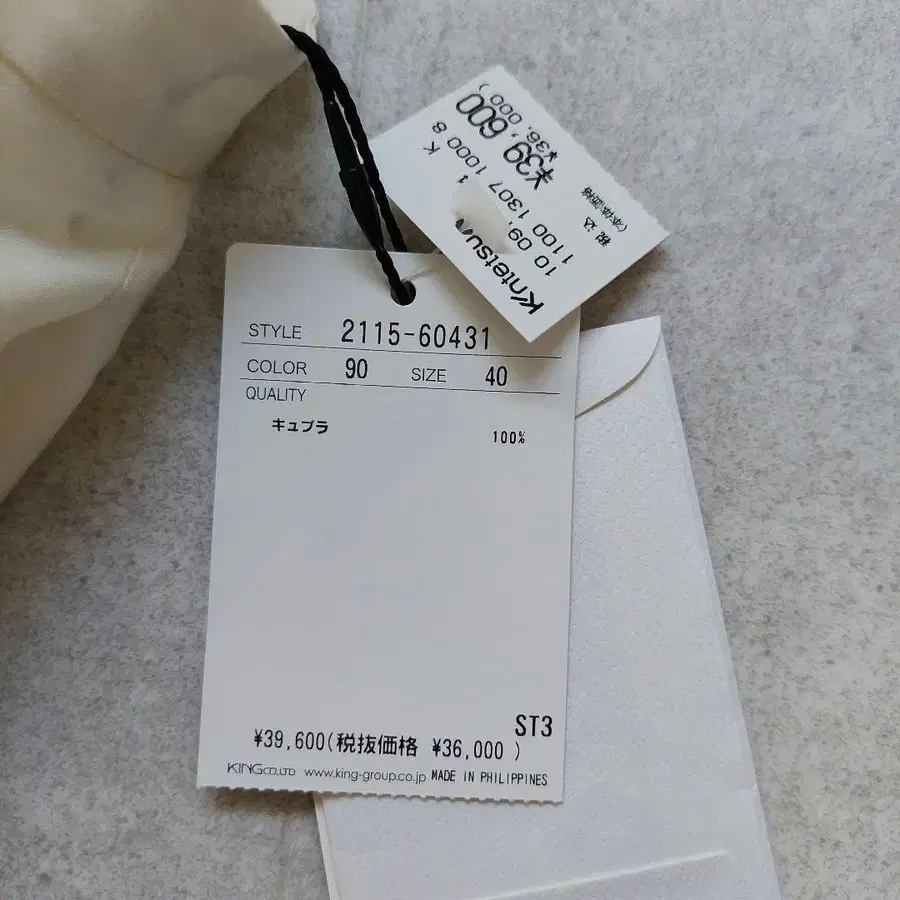 K'ntetsu
10 09,
1100 1307 1000 8
K
¥39,600
¥36,000)
税込
(本体価格
STYLE 2115-60431
COLOR 90 SIZE 40
QUALITY
キュプラ 100%
ST3
¥39,600(税抜価格 ¥36,000 )
KING CO.,LTD www.king-group.co.jp MADE IN PHILIPPINES